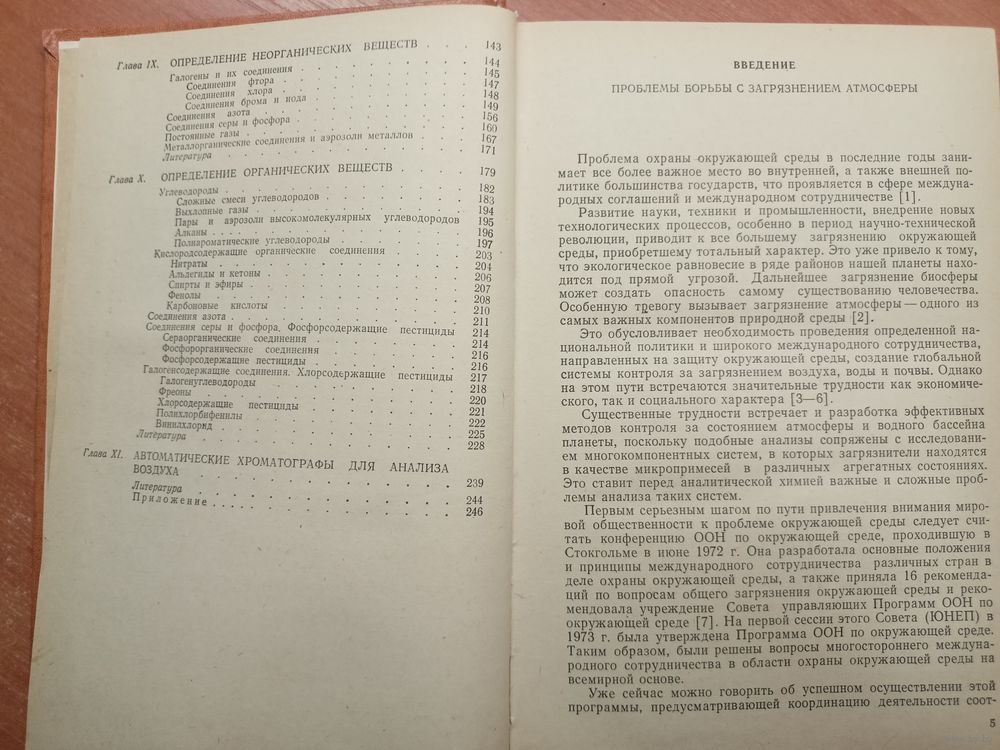 Глава IX. ОПРЕДЕЛЕНИЕ НЕОРГАНИЧЕСКИХ ВЕЩЕСТВ . . . 143
Галогены и их соединения 144
Соединения фтора 145
Соединения хлора 147
Соединения брома и иода 148
Соединения азота 149
Соединения серы и фосфора 156
Постоянные газы 160
Металлорганические соединения и аэрозоли металлов 167
Литература 171
Глава X. ОПРЕДЕЛЕНИЕ ОРГАНИЧЕСКИХ ВЕЩЕСТВ 179
Углеводороды 182
Сложные смеси углеводородов 183
Выхлопные газы 194
Пары и аэрозоли высокомолекулярных углеводородов 195
Алканы 196
Полиароматические углеводороды 197
Кислородсодержащие органические соединения 203
Нитраты 204
Альдегиды и кетоны 206
Спирты и эфиры 207
Фенолы 208
Карбоновые кислоты 210
Соединения азота 211
Соединения серы и фосфора. Фосфорсодержащие пестициды 214
Сераорганические соединения 214
Фосфорорганические соединения 216
Фосфорсодержащие пестициды 216
Галогенсодержащие соединения. Хлорсодержащие пестициды 217
Галогенуглеводороды 218
Фреоны 220
Хлорсодержащие пестициды 221
Полихлорбифенилы 222
Винилхлорид 225
Литература 228
Глава XI. АВТОМАТИЧЕСКИЕ ХРОМАТОГРАФЫ ДЛЯ АНАЛИЗА
ВОЗДУХА 239
Литература 244
Приложение 246
ВВЕДЕНИЕ
ПРОБЛЕМЫ БОРЬБЫ С ЗАГРЯЗНЕНИЕМ АТМОСФЕРЫ
Проблема охраны окружающей среды в последние годы зани-
мает все более важное место во внутренней, а также внешней по-
литике большинства государств, что проявляется в сфере междуна-
родных соглашений и международном сотрудничестве [1].
Развитие науки, техники и промышленности, внедрение новых
технологических процессов, особенно в период научно-технической
революции, приводит к все большему загрязнению окружающей
среды, приобретшему тотальный характер. Это уже привело к тому,
что экологическое равновесие в ряде районов нашей планеты нахо-
дится под прямой угрозой. Дальнейшее загрязнение биосферы
может создать опасность самому существованию человечества.
Особенную тревогу вызывает загрязнение атмосферы — одного из
самых важных компонентов природной среды [2].
Это обусловливает необходимость проведения определенной на-
циональной политики и широкого международного сотрудничества,
направленных на защиту окружающей среды, создание глобальной
системы контроля за загрязнением воздуха, воды и почвы. Однако
на этом пути встречаются значительные трудности как экономиче-
ского, так и социального характера [3—6].
Существенные трудности встречает и разработка эффективных
методов контроля за состоянием атмосферы и водного бассейна
планеты, поскольку подобные анализы сопряжены с исследовани-
ем многокомпонентных систем, в которых загрязнители находятся
в качестве микропримесей в различных агрегатных состояниях.
Это ставит перед аналитической химией важные и сложные проб-
лемы анализа таких систем.
Первым серьезным шагом по пути привлечения внимания миро-
вой общественности к проблеме окружающей среды следует счи-
тать конференцию ООН по окружающей среде, проходившую в
Стокгольме в июне 1972 г. Она разработала основные положения
и принципы международного сотрудничества различных стран в
деле охраны окружающей среды, а также приняла 16 рекоменда-
ций по вопросам общего загрязнения окружающей среды и реко-
мендовала учреждение Совета управляющих Программ ООН по
окружающей среде [7]. На первой сессии этого Совета (ЮНЕП) в
1973 г. была утверждена Программа ООН по окружающей среде.
Таким образом, были решены вопросы многостороннего междуна-
родного сотрудничества в области охраны окружающей среды на
всемирной основе.
Уже сейчас можно говорить об успешном осуществлении этой
программы, предусматривающей координацию деятельности соот-
5